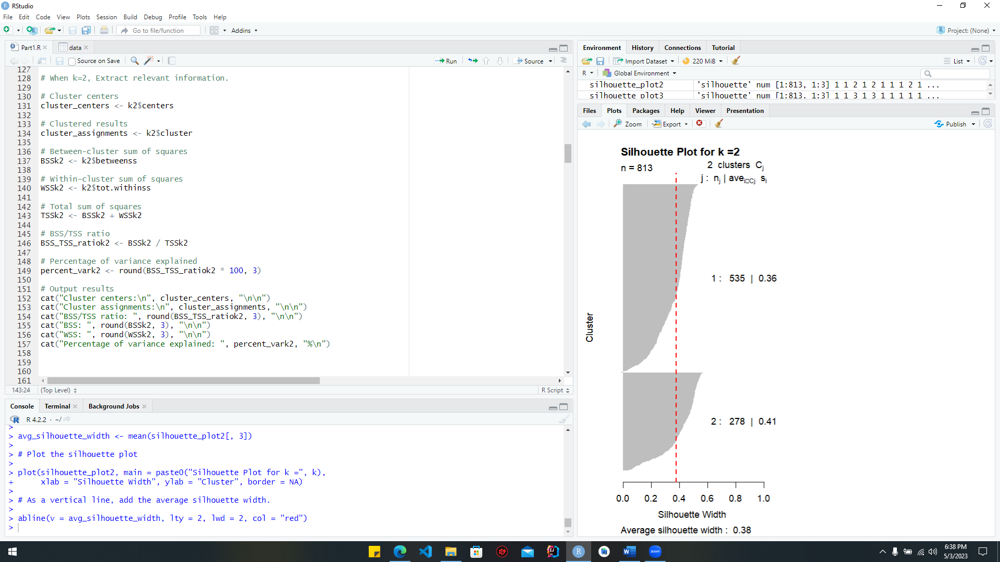 RStudio
File Edit Code View Plots Session Build Debug Profile Tools Help
Go to file/function Addins Project: (None)
Part1.R data
Source on Save Run Source
127
128 # When k=2, Extract relevant information.
129
130 # Cluster centers
131 cluster_centers <- k2$centers
132
133 # Clustered results
134 cluster_assignments <- k2$cluster
135
136 # Between-cluster sum of squares
137 BSSk2 <- k2$betweenss
138
139 # Within-cluster sum of squares
140 WSSk2 <- k2$tot.withinss
141
142 # Total sum of squares
143 TSSk2 <- BSSk2 + WSSk2
144
145 # BSS/TSS ratio
146 BSS_TSS_ratiok2 <- BSSk2 / TSSk2
147
148 # Percentage of variance explained
149 percent_vark2 <- round(BSS_TSS_ratiok2 * 100, 3)
150
151 # Output results
152 cat("Cluster centers:\n", cluster_centers, "\n\n")
153 cat("Cluster assignments:\n", cluster_assignments, "\n\n")
154 cat("BSS/TSS ratio: ", round(BSS_TSS_ratiok2, 3), "\n\n")
155 cat("BSS: ", round(BSSk2, 3), "\n\n")
156 cat("WSS: ", round(WSSk2, 3), "\n\n")
157 cat("Percentage of variance explained: ", percent_vark2, "%\n")
158
159
160
161
143:24 (Top Level) R Script
Console Terminal Background Jobs
R 4.2.2 · ~/
>
> avg_silhouette_width <- mean(silhouette_plot2[, 3])
>
> # Plot the silhouette plot
>
> plot(silhouette_plot2, main = paste0("Silhouette Plot for k =", k),
+ xlab = "Silhouette Width", ylab = "Cluster", border = NA)
>
> # As a vertical line, add the average silhouette width.
>
> abline(v = avg_silhouette_width, lty = 2, lwd = 2, col = "red")
>
Environment History Connections Tutorial
Import Dataset 220 MiB List
R Global Environment
silhouette_plot2 'silhouette' num [1:813, 1:3] 1 1 2 1 2 1 1 1 2 1 ...
silhouette_plot3 'silhouette' num [1:813, 1:3] 1 1 3 1 3 1 1 1 1 1 ...
Files Plots Packages Help Viewer Presentation
Zoom Export Publish
Silhouette Plot for k =2
n = 813 2 clusters Cj
j : nj | avei□Cj si
1 : 535 | 0.36
Cluster
2 : 278 | 0.41
0.0 0.2 0.4 0.6 0.8 1.0
Silhouette Width
Average silhouette width : 0.38
6:38 PM
5/3/2023